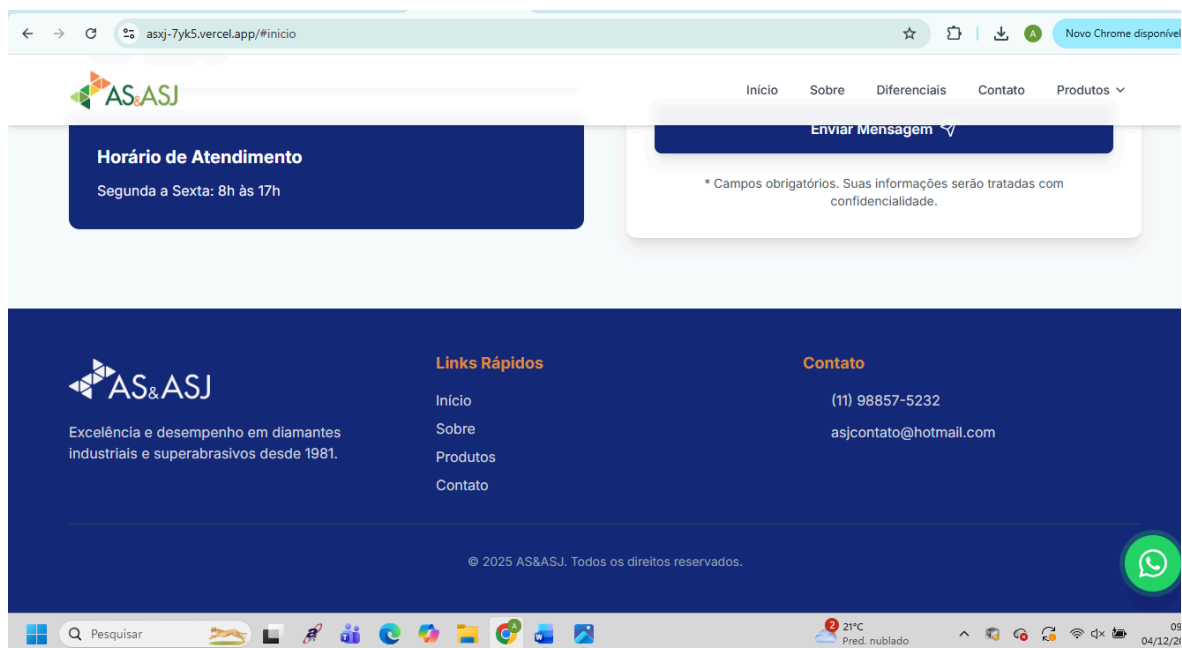 asxj-7yk5.vercel.app/#inicio
A
Novo Chrome disponível
AS&ASJ
Início Sobre Diferenciais Contato Produtos
Enviar Mensagem
Horário de Atendimento
Segunda a Sexta: 8h às 17h
* Campos obrigatórios. Suas informações serão tratadas com
confidencialidade.
AS&ASJ
Excelência e desempenho em diamantes
industriais e superabrasivos desde 1981.
Links Rápidos
Início
Sobre
Produtos
Contato
Contato
(11) 98857-5232
asjcontato@hotmail.com
© 2025 AS&ASJ. Todos os direitos reservados.
Pesquisar
2
21°C
Pred. nublado
09
04/12/20